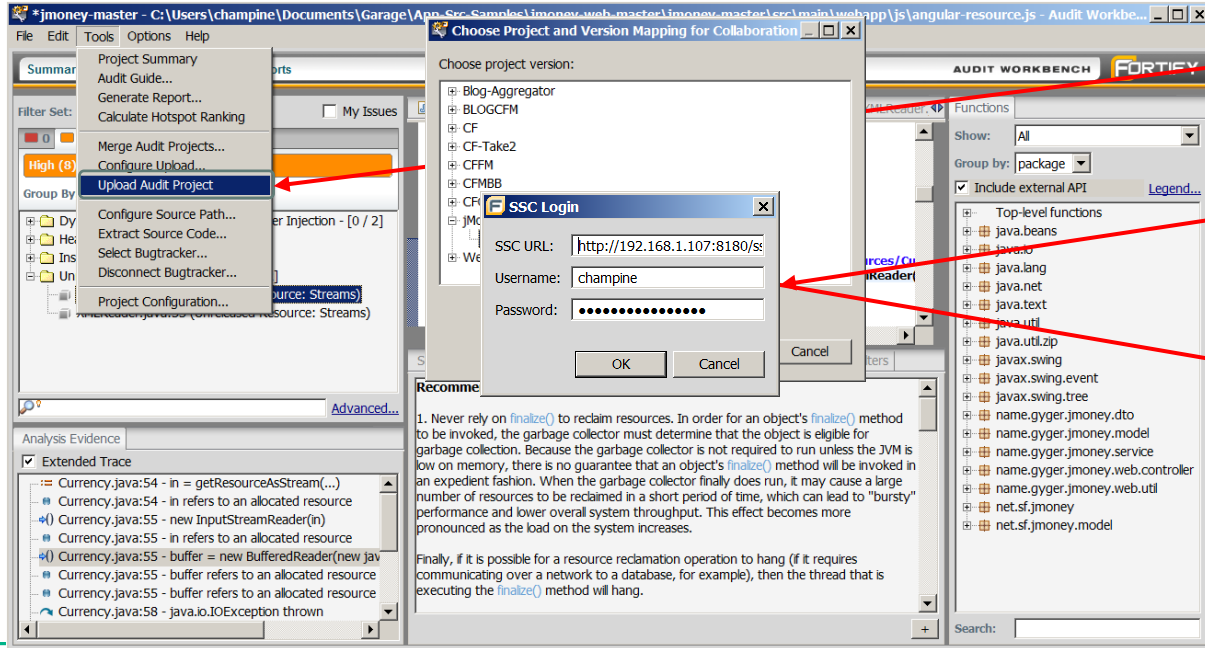 *jmoney-master - C:\Users\champine\Documents\Garage\App-Src-Samples\jmoney-web-master\jmoney-master\src\main\webapp\js\angular-resource.js - Audit Workbe...
File Edit Tools Options Help
Summar
orts
AUDIT WORKBENCH
FORTIFY
Project Summary
Audit Guide...
Generate Report...
Calculate Hotspot Ranking
Merge Audit Projects...
Configure Upload...
Upload Audit Project
Configure Source Path...
Extract Source Code...
Select Bugtracker...
Disconnect Bugtracker...
Project Configuration...
Filter Set:
My Issues
0
High (8)
Group By
er Injection - [0 / 2]
Hea
Ins
Un
ource: Streams)
XMLReader.java:55 (Unreleased Resource: Streams)
Advanced...
Analysis Evidence
Extended Trace
Currency.java:54 - in = getResourceAsStream(...)
Currency.java:54 - in refers to an allocated resource
Currency.java:55 - new InputStreamReader(in)
Currency.java:55 - in refers to an allocated resource
Currency.java:55 - buffer = new BufferedReader(new jav
Currency.java:55 - buffer refers to an allocated resource
Currency.java:55 - buffer refers to an allocated resource
Currency.java:58 - java.io.IOException thrown
Choose Project and Version Mapping for Collaboration
Choose project version:
Blog-Aggregator
BLOGCFM
CF
CF-Take2
CFFM
CFMBB
We
Cancel
SSC Login
SSC URL: http://192.168.1.107:8180/s
Username: champine
Password: ●●●●●●●●●●●●●●●●
OK Cancel
MLReader.
urces/Cu
Reader(
lters
Recomme
1. Never rely on finalize() to reclaim resources. In order for an object's finalize() method
to be invoked, the garbage collector must determine that the object is eligible for
garbage collection. Because the garbage collector is not required to run unless the JVM is
low on memory, there is no guarantee that an object's finalize() method will be invoked in
an expedient fashion. When the garbage collector finally does run, it may cause a large
number of resources to be reclaimed in a short period of time, which can lead to "bursty"
performance and lower overall system throughput. This effect becomes more
pronounced as the load on the system increases.
Finally, if it is possible for a resource reclamation operation to hang (if it requires
communicating over a network to a database, for example), then the thread that is
executing the finalize() method will hang.
+
Functions
Show: All
Group by: package
Include external API Legend...
Top-level functions
java.beans
java.io
java.lang
java.net
java.text
java.util
java.util.zip
javax.swing
javax.swing.event
javax.swing.tree
name.gyger.jmoney.dto
name.gyger.jmoney.model
name.gyger.jmoney.service
name.gyger.jmoney.web.controller
name.gyger.jmoney.web.util
net.sf.jmoney
net.sf.jmoney.model
Search: